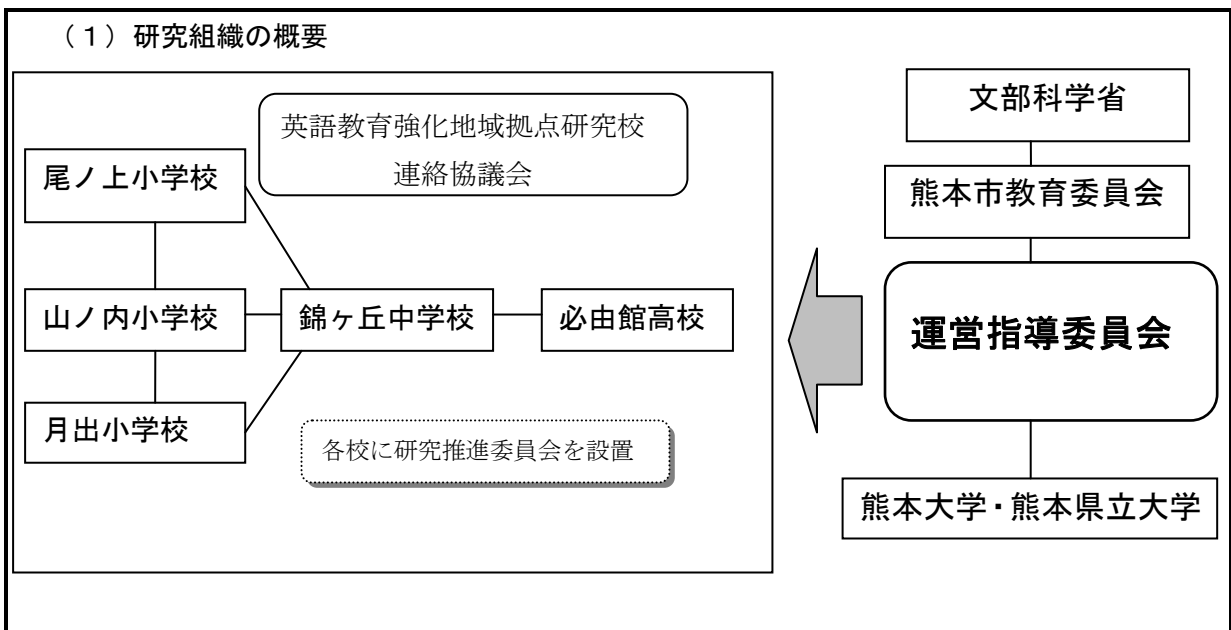 （１）研究組織の概要
英語教育強化地域拠点研究校
連絡協議会
尾ノ上小学校
山ノ内小学校
錦ヶ丘中学校
必由館高校
月出小学校
各校に研究推進委員会を設置
文部科学省
熊本市教育委員会
運営指導委員会
熊本大学・熊本県立大学